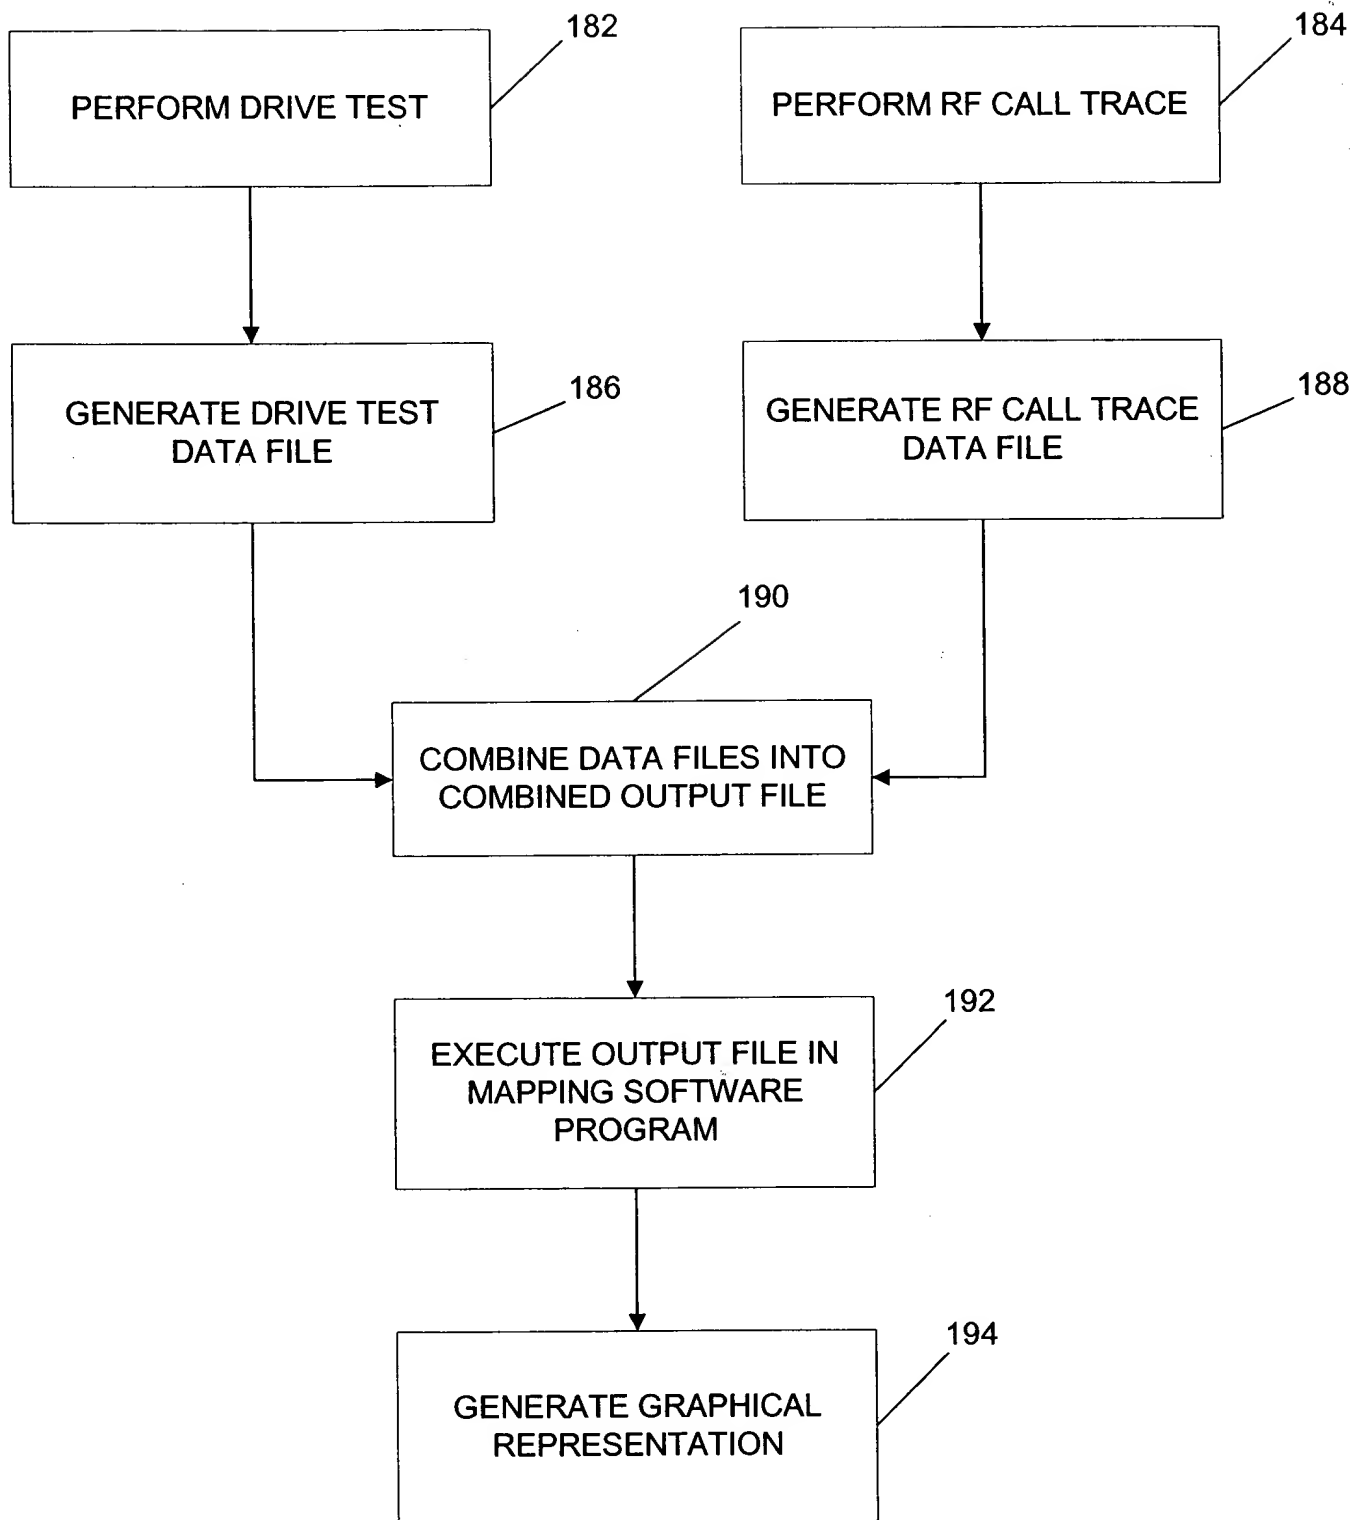 182
184
PERFORM DRIVE TEST
PERFORM RF CALL TRACE
186
188
GENERATE DRIVE TEST
DATA FILE
GENERATE RF CALL TRACE
DATA FILE
190
COMBINE DATA FILES INTO
COMBINED OUTPUT FILE
192
EXECUTE OUTPUT FILE IN
MAPPING SOFTWARE
PROGRAM
194
GENERATE GRAPHICAL
REPRESENTATION